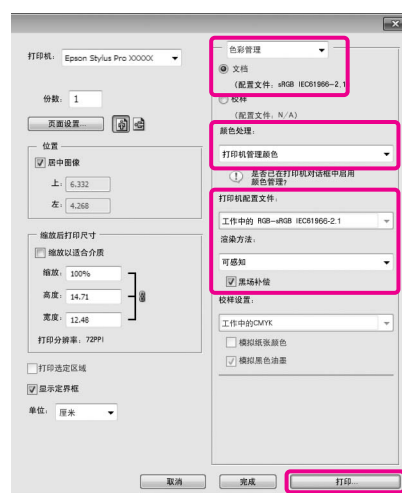 打印机: Epson Stylus Pro XXXXX
份数: 1
页面设置...
位置
居中图像
上: 6.332
左: 4.268
缩放后打印尺寸
缩放以适合介质
缩放: 100%
高度: 14.71
宽度: 12.48
打印分辨率: 72PPI
打印选定区域
显示定界框
单位: 厘米
色彩管理
文档
(配置文件: sRGB IEC61966-2.1)
校样
(配置文件: N/A)
颜色处理:
打印机管理颜色
是否已在打印机对话框中启用
颜色管理?
打印机配置文件:
工作中的 RGB-sRGB IEC61966-2.1
渲染方法:
可感知
黑场补偿
校样设置:
工作中的CMYK
模拟纸张颜色
模拟黑色油墨
取消
完成
打印...